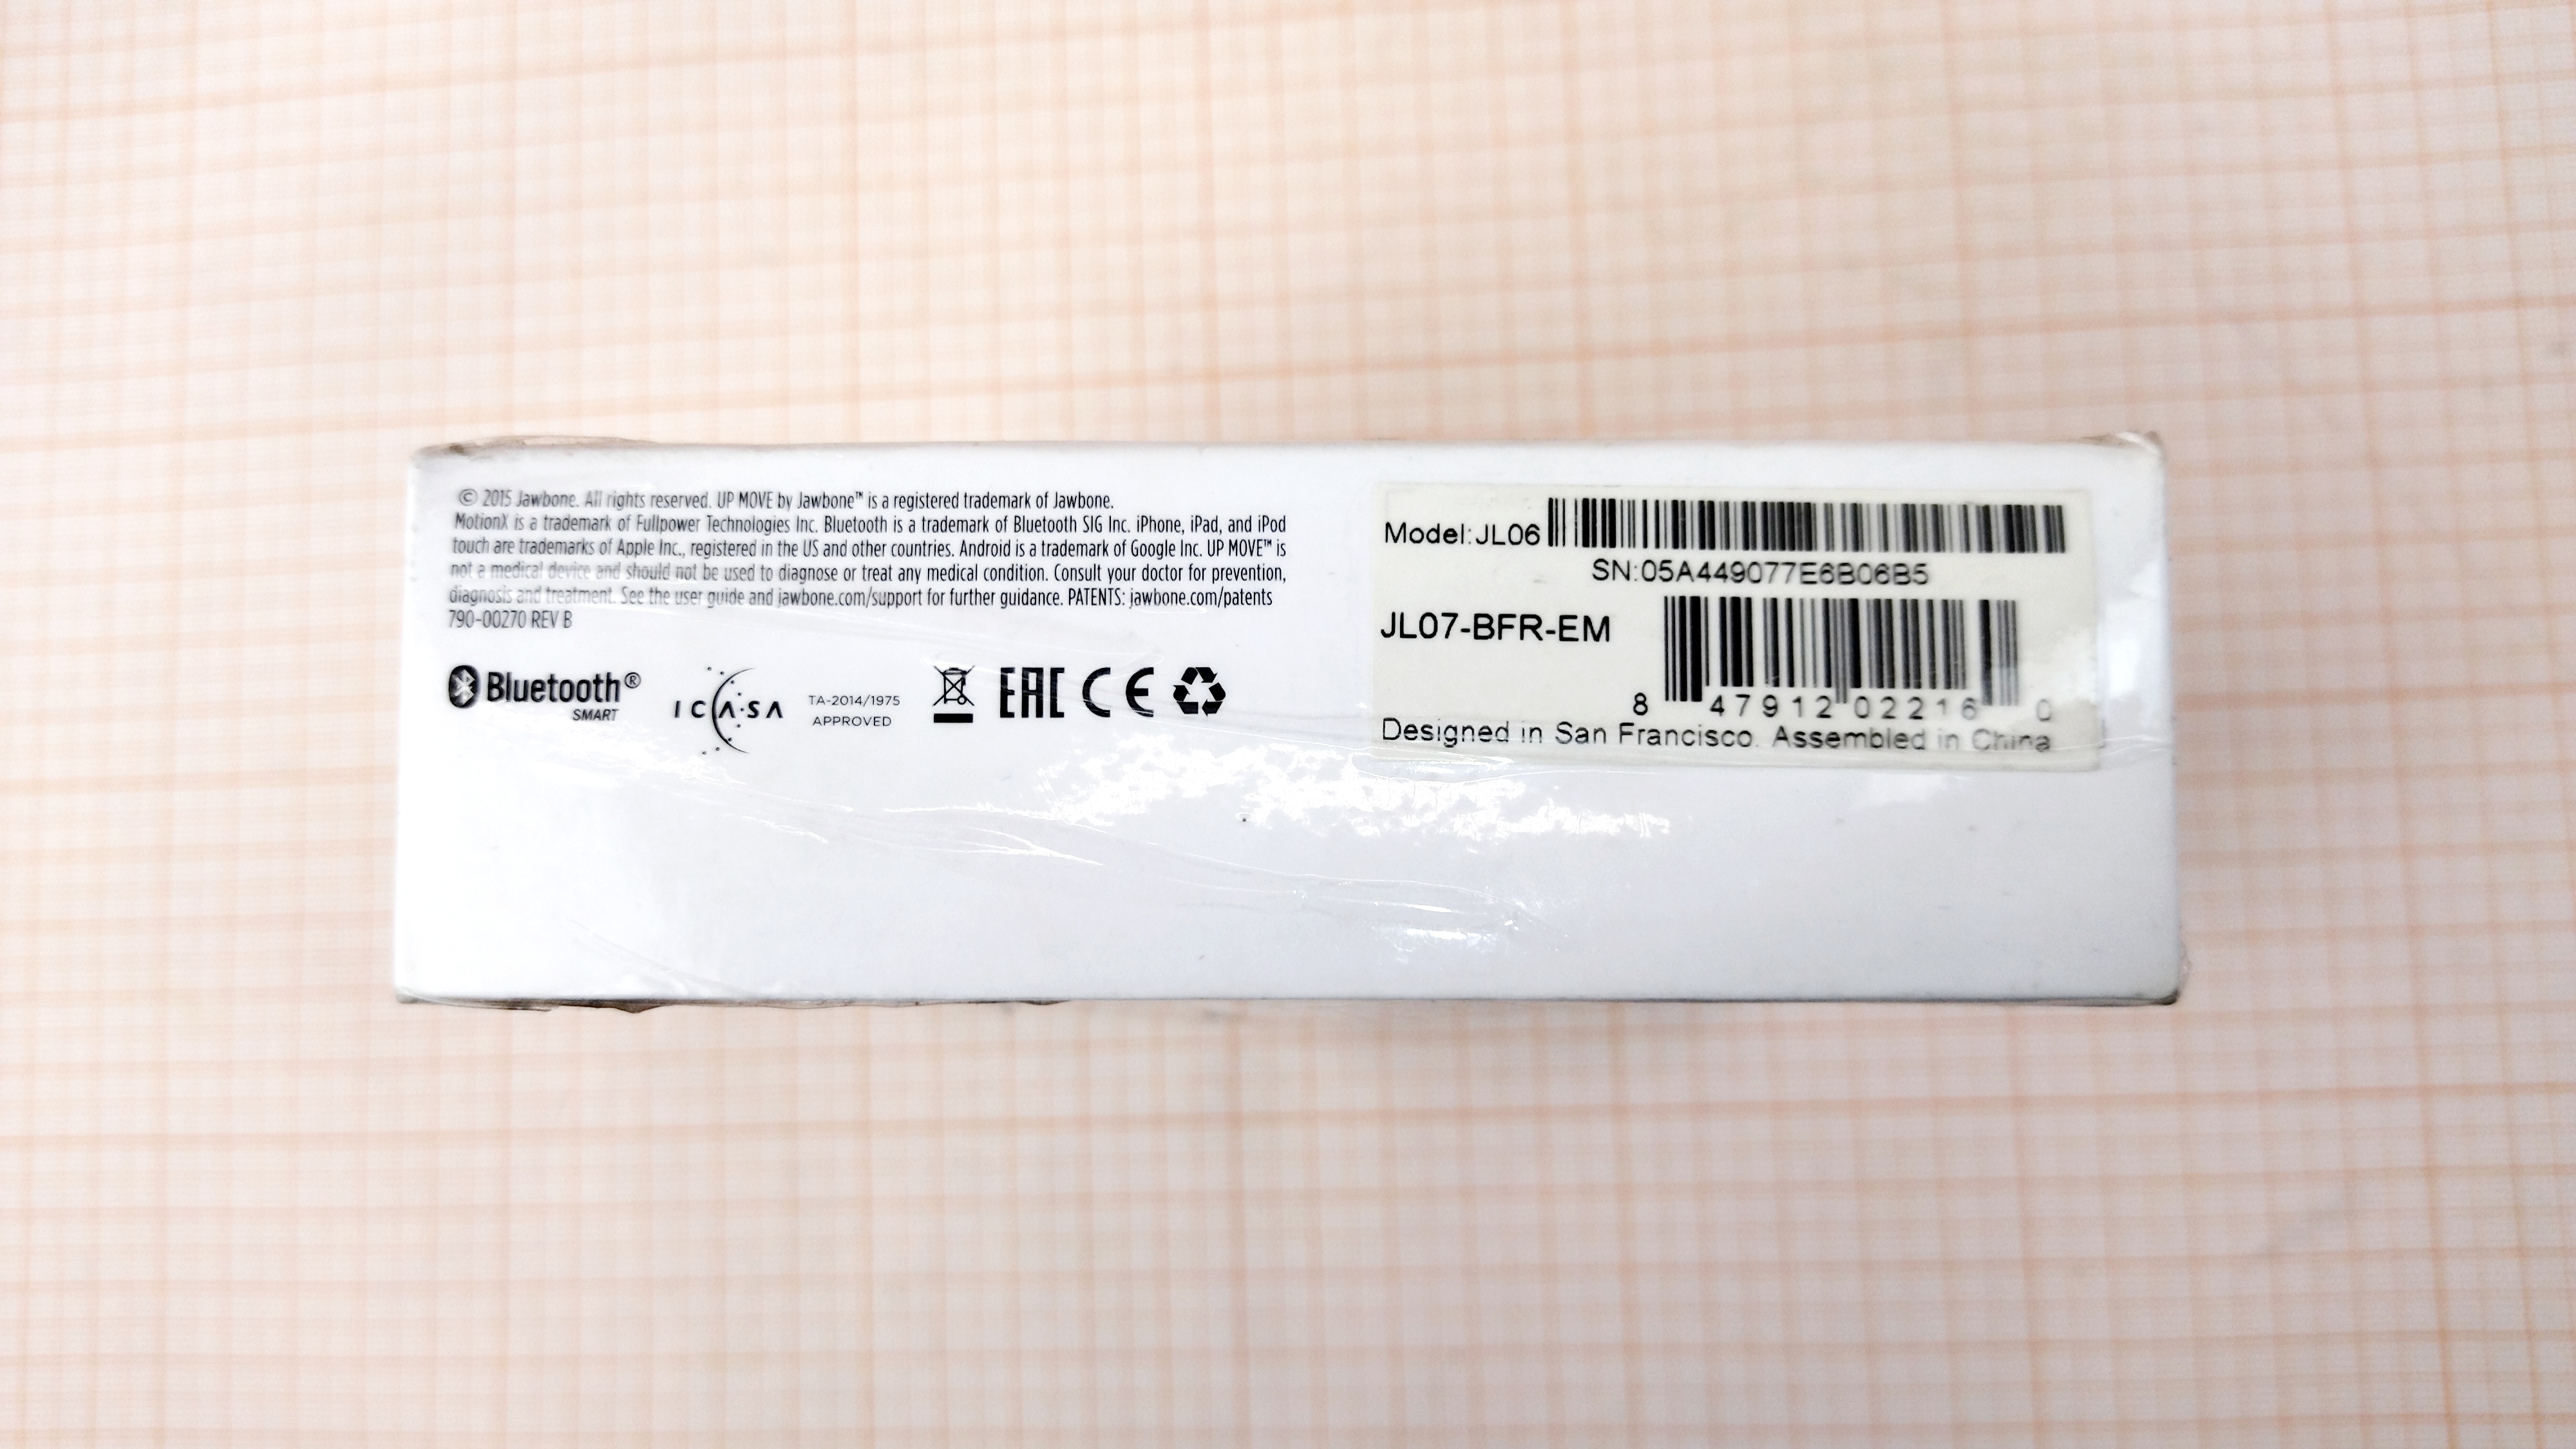 © 2015 Jawbone. All rights reserved. UP MOVE by Jawbone™ is a registered trademark of Jawbone.
MotionX is a trademark of Fullpower Technologies Inc. Bluetooth is a trademark of Bluetooth SIG Inc. iPhone, iPad, and iPod
touch are trademarks of Apple Inc., registered in the US and other countries. Android is a trademark of Google Inc. UP MOVE™ is
not a medical device and should not be used to diagnose or treat any medical condition. Consult your doctor for prevention,
diagnosis and treatment. See the user guide and jawbone.com/support for further guidance. PATENTS: jawbone.com/patents
790-00270 REV B
Bluetooth®
SMART
ICASA
TA-2014/1975
APPROVED
EAC CE
Model:JL06
SN:05A449077E6B06B5
JL07-BFR-EM
8 47912 02216 0
Designed in San Francisco. Assembled in China